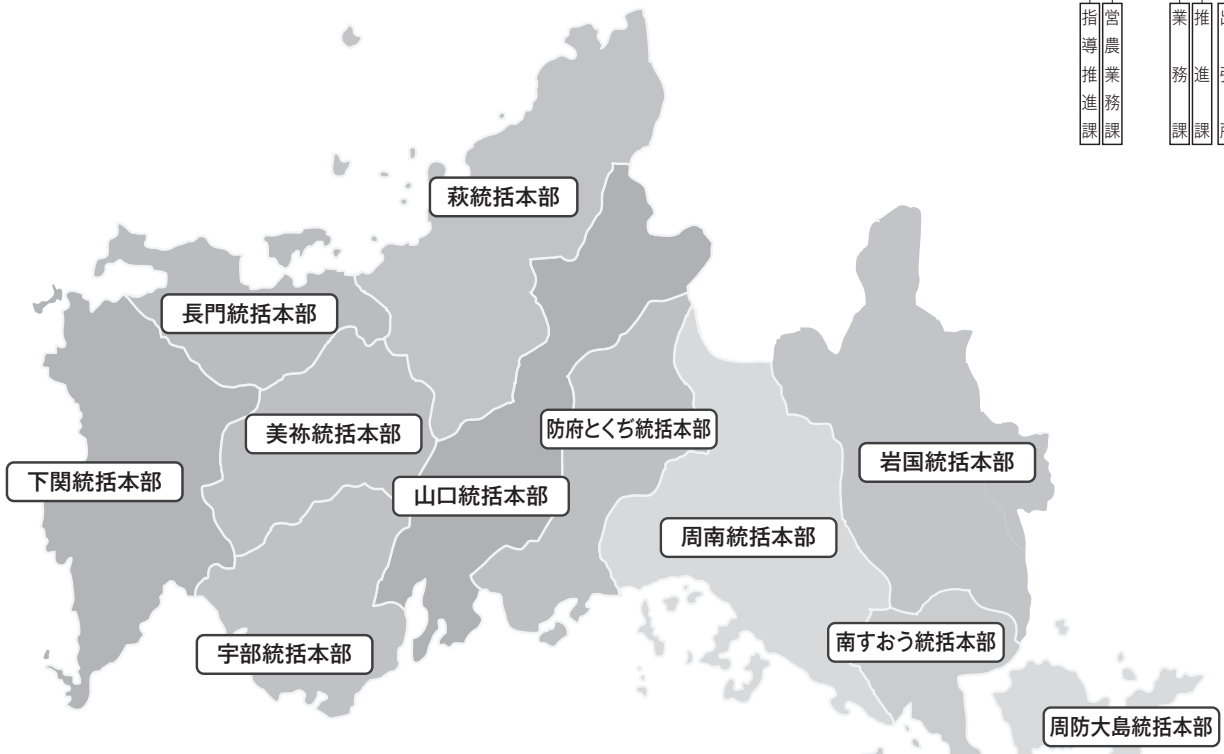 指導推進課
営農業務課
業務課
推進課
萩統括本部
長門統括本部
美祢統括本部
防府とくぢ統括本部
下関統括本部
岩国統括本部
山口統括本部
周南統括本部
宇部統括本部
南すおう統括本部
周防大島統括本部